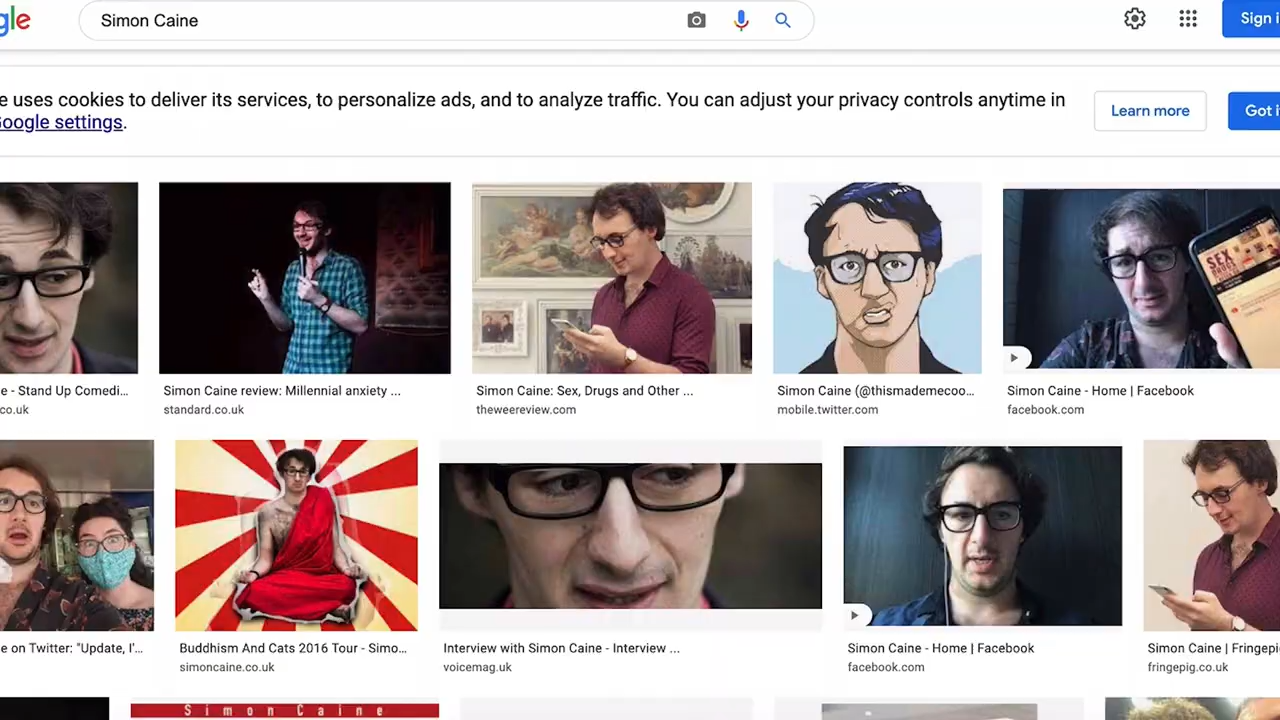 gle Simon Caine Sign i
e uses cookies to deliver its services, to personalize ads, and to analyze traffic. You can adjust your privacy controls anytime in
Google settings.
Learn more Got i
e - Stand Up Comedi... Simon Caine review: Millennial anxiety ... Simon Caine: Sex, Drugs and Other ... Simon Caine (@thismademecoo... Simon Caine - Home | Facebook
co.uk standard.co.uk theweereview.com mobile.twitter.com facebook.com
SEX
DRUGS
e on Twitter: "Update, I'... Buddhism And Cats 2016 Tour - Simo... Interview with Simon Caine - Interview ... Simon Caine - Home | Facebook Simon Caine | Fringepi
simoncaine.co.uk voicemag.uk facebook.com fringepig.co.uk
Simon Caine